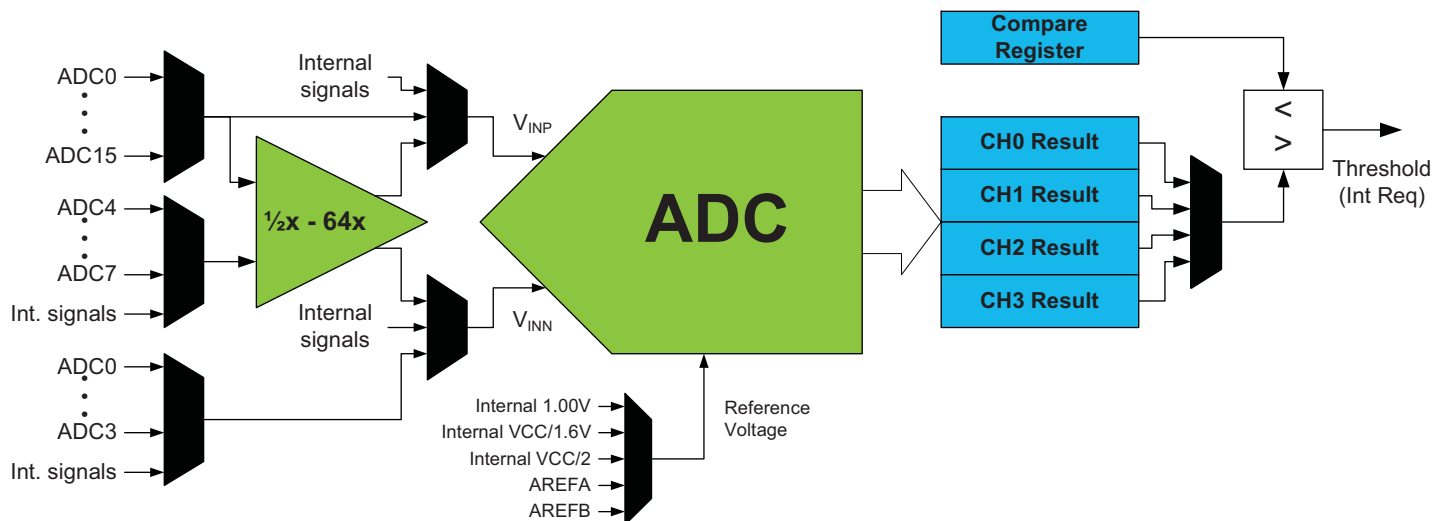 ADC0
ADC15
ADC4
ADC7
Int. signals
ADC0
ADC3
Int. signals
½x - 64x
Internal
signals
Internal
signals
VINP
VINN
ADC
Internal 1.00V
Internal VCC/1.6V
Internal VCC/2
AREFA
AREFB
Reference
Voltage
Compare
Register
CH0 Result
CH1 Result
CH2 Result
CH3 Result
<
>
Threshold
(Int Req)